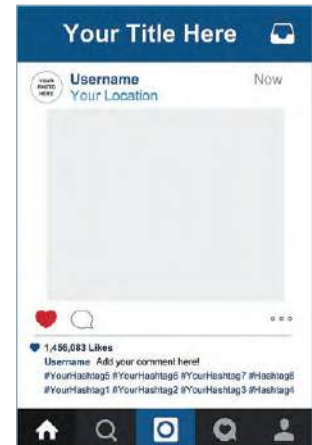 Your Title Here
YOUR
PHOTO
HERE
Username Now
Your Location
1,456,083 Likes
Username Add your comment here!
#YourHashtag5 #YourHashtag6 #YourHashtag7 #Hashtag8
#YourHashtag1 #YourHashtag2 #YourHashtag3 #Hashtag4